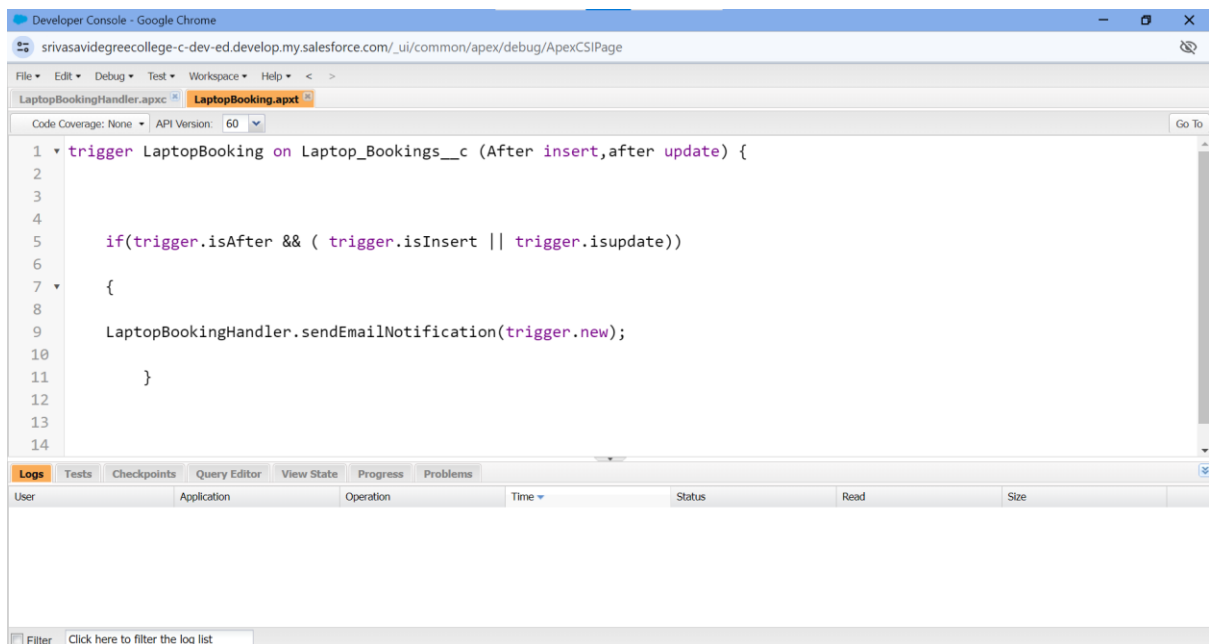 Developer Console - Google Chrome
srivasavidegreecollege-c-dev-ed.develop.my.salesforce.com/_ui/common/apex/debug/ApexCSIPage
File Edit Debug Test Workspace Help < >
LaptopBookingHandler.apxc LaptopBooking.apxt
Code Coverage: None API Version: 60 Go To
1 trigger LaptopBooking on Laptop_Bookings__c (After insert,after update) {
2
3
4
5 if(trigger.isAfter && ( trigger.isInsert || trigger.isupdate))
6
7 {
8
9 LaptopBookingHandler.sendEmailNotification(trigger.new);
10
11 }
12
13
14
Logs Tests Checkpoints Query Editor View State Progress Problems
User Application Operation Time Status Read Size
Filter Click here to filter the log list